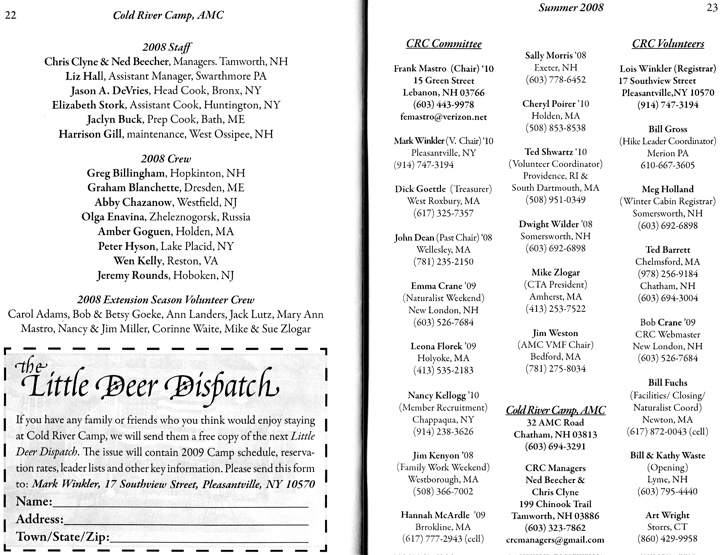 22
Cold River Camp, AMC
2008 Staff
Chris Clyne & Ned Beecher, Managers. Tamworth, NH
Liz Hall, Assistant Manager, Swarthmore PA
Jason A. DeVries, Head Cook, Bronx, NY
Elizabeth Stork, Assistant Cook, Huntington, NY
Jaclyn Buck, Prep Cook, Bath, ME
Harrison Gill, maintenance, West Ossipee, NH
2008 Crew
Greg Billingham, Hopkinton, NH
Graham Blanchette, Dresden, ME
Abby Chazanow, Westfield, NJ
Olga Enavina, Zheleznogorsk, Russia
Amber Goguen, Holden, MA
Peter Hyson, Lake Placid, NY
Wen Kelly, Reston, VA
Jeremy Rounds, Hoboken, NJ
2008 Extension Season Volunteer Crew
Carol Adams, Bob & Betsy Goeke, Ann Landers, Jack Lutz, Mary Ann
Mastro, Nancy & Jim Miller, Corinne Waite, Mike & Sue Zlogar
the
Little Deer Dispatch
If you have any family or friends who you think would enjoy staying
at Cold River Camp, we will send them a free copy of the next Little
Deer Dispatch. The issue will contain 2009 Camp schedule, reserva-
tion rates, leader lists and other key information. Please send this form
to: Mark Winkler, 17 Southview Street, Pleasantville, NY 10570
Name:
Address:
Town/State/Zip:
Summer 2008
23
CRC Committee
Frank Mastro (Chair) '10
15 Green Street
Lebanon, NH 03766
(603) 443-9978
femastro@verizon.net
Mark Winkler (V. Chair) '10
Pleasantville, NY
(914) 747-3194
Dick Goettle (Treasurer)
West Roxbury, MA
(617) 325-7357
John Dean (Past Chair) '08
Wellesley, MA
(781) 235-2150
Emma Crane '09
(Naturalist Weekend)
New London, NH
(603) 526-7684
Leona Florek '09
Holyoke, MA
(413) 535-2183
Nancy Kellogg '10
(Member Recruitment)
Chappaqua, NY
(914) 238-3626
Jim Kenyon '08
(Family Work Weekend)
Westborough, MA
(508) 366-7002
Hannah McArdle '09
Brrokline, MA
(617) 777-2943 (cell)
Sally Morris '08
Exeter, NH
(603) 778-6452
Cheryl Poirer '10
Holden, MA
(508) 853-8538
Ted Shwartz '10
(Volunteer Coordinator)
Providence, RI &
South Dartmouth, MA
(508) 951-0349
Dwight Wilder '08
Somersworth, NH
(603) 692-6898
Mike Zlogar
(CTA President)
Amherst, MA
(413) 253-7522
Jim Weston
(AMC VMF Chair)
Bedford, MA
(781) 275-8034
Cold River Camp, AMC
32 AMC Road
Chatham, NH 03813
(603) 694-3291
CRC Managers
Ned Beecher &
Chris Clyne
199 Chinook Trail
Tamworth, NH 03886
(603) 323-7862
crcmanagers@gmail.com
CRC Volunteers
Lois Winkler (Registrar)
17 Southview Street
Pleasantville,NY 10570
(914) 747-3194
Bill Gross
(Hike Leader Coordinator)
Merion PA
610-667-3605
Meg Holland
(Winter Cabin Registrar)
Somersworth, NH
(603) 692-6898
Ted Barrett
Chelmsford, MA
(978) 256-9184
Chatham, NH
(603) 694-3004
Bob Crane '09
CRC Webmaster
New London, NH
(603) 526-7684
Bill Fuchs
(Facilities/ Closing/
Naturalist Coord)
Newton, MA
(617) 872-0043 (cell)
Bill & Kathy Waste
(Opening)
Lyme, NH
(603) 795-4440
Art Wright
Storrs, CT
(860) 429-9958